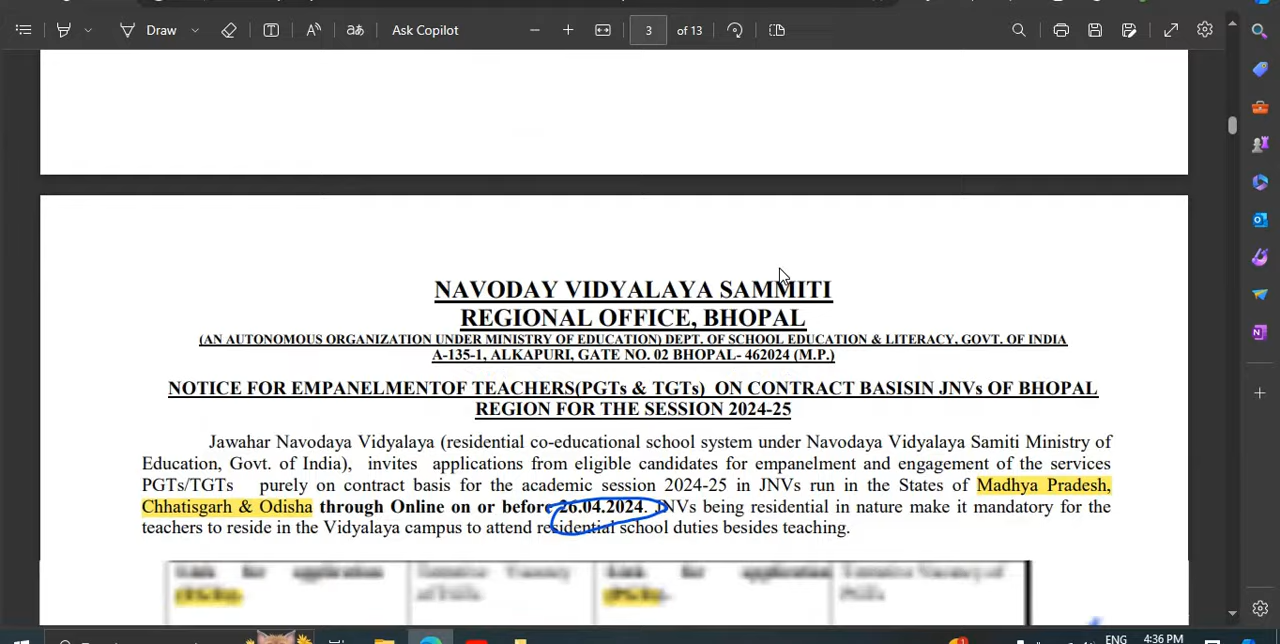 Draw
Ask Copilot
3 of 13
NAVODAY VIDYALAYA SAMMITI
REGIONAL OFFICE, BHOPAL
(AN AUTONOMOUS ORGANIZATION UNDER MINISTRY OF EDUCATION) DEPT. OF SCHOOL EDUCATION & LITERACY. GOVT. OF INDIA
A-135-1, ALKAPURI, GATE NO. 02 BHOPAL- 462024 (M.P.)
NOTICE FOR EMPANELMENTOF TEACHERS(PGTs & TGTs) ON CONTRACT BASISIN JNVs OF BHOPAL
REGION FOR THE SESSION 2024-25
Jawahar Navodaya Vidyalaya (residential co-educational school system under Navodaya Vidyalaya Samiti Ministry of
Education, Govt. of India), invites applications from eligible candidates for empanelment and engagement of the services
PGTs/TGTs purely on contract basis for the academic session 2024-25 in JNVs run in the States of Madhya Pradesh,
Chhatisgarh & Odisha through Online on or before 26.04.2024. JNVs being residential in nature make it mandatory for the
teachers to reside in the Vidyalaya campus to attend residential school duties besides teaching.
Link for application
Link for application
ENG
4:36 PM